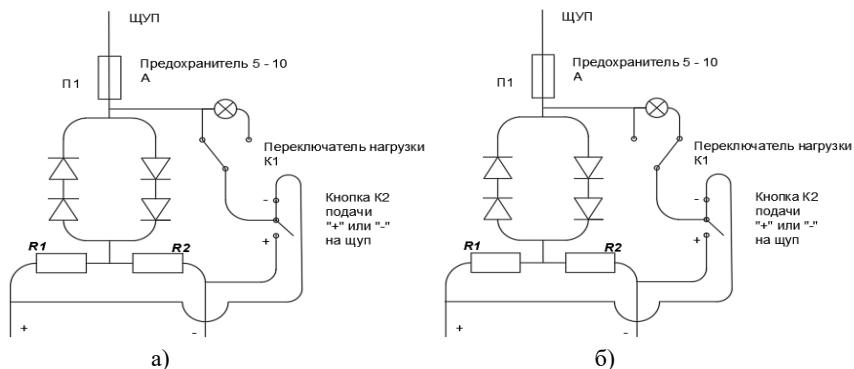 ЩУП
Предохранитель 5 - 10
А
П1
Переключатель нагрузки
К1
-
Кнопка К2
подачи
"+" или "-"
на щуп
+
R1
R2
+
-
а)
ЩУП
Предохранитель 5 - 10
А
П1
Переключатель нагрузки
К1
-
Кнопка К2
подачи
"+" или "-"
на щуп
+
R1
R2
+
-
б)